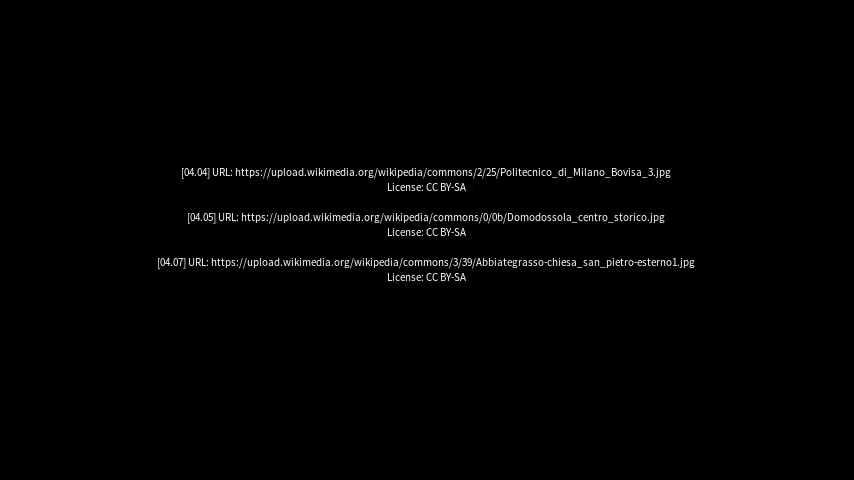 [04.04] URL: https://upload.wikimedia.org/wikipedia/commons/2/25/Politecnico_di_Milano_Bovisa_3.jpg
License: CC BY-SA
[04.05] URL: https://upload.wikimedia.org/wikipedia/commons/0/0b/Domodossola_centro_storico.jpg
License: CC BY-SA
[04.07] URL: https://upload.wikimedia.org/wikipedia/commons/3/39/Abbiategrasso-chiesa_san_pietro-esterno1.jpg
License: CC BY-SA